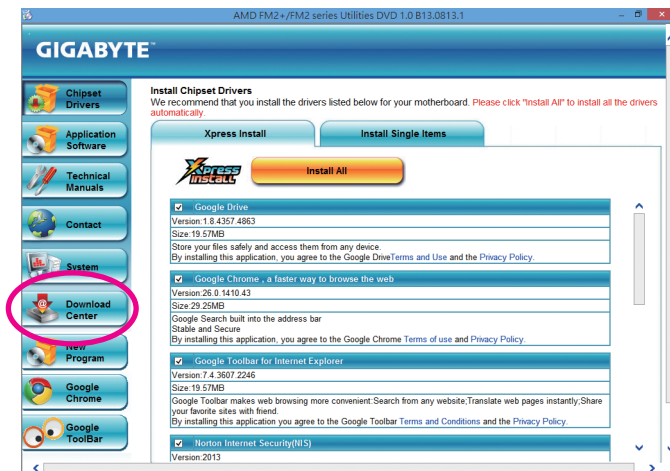 AMD FM2+/FM2 series Utilities DVD 1.0 B13.0813.1
GIGABYTE™
Chipset
Drivers
Application
Software
Technical
Manuals
Contact
System
Download
Center
New
Program
Google
Chrome
Google
ToolBar
Install Chipset Drivers
We recommend that you install the drivers listed below for your motherboard. Please click "Install All" to install all the drivers
automatically.
Xpress Install
Install Single Items
Xpress
Install
Install All
Google Drive
Version:1.8.4357.4863
Size:19.57MB
Store your files safely and access them from any device.
By installing this application, you agree to the Google DriveTerms and Use and the Privacy Policy.
Google Chrome , a faster way to browse the web
Version:26.0.1410.43
Size:29.25MB
Google Search built into the address bar
Stable and Secure
By installing this application, you agree to the Google Chrome Terms of use and Privacy Policy.
Google Toolbar for Internet Explorer
Version:7.4.3607.2246
Size:19.57MB
Google Toolbar makes web browsing more convenient:Search from any website;Translate web pages instantly;Share
your favorite sites with friend.
By installing this application you agree to the Google Toolbar Terms and Conditions and the Privacy Policy.
Norton Internet Security(NIS)
Version:2013